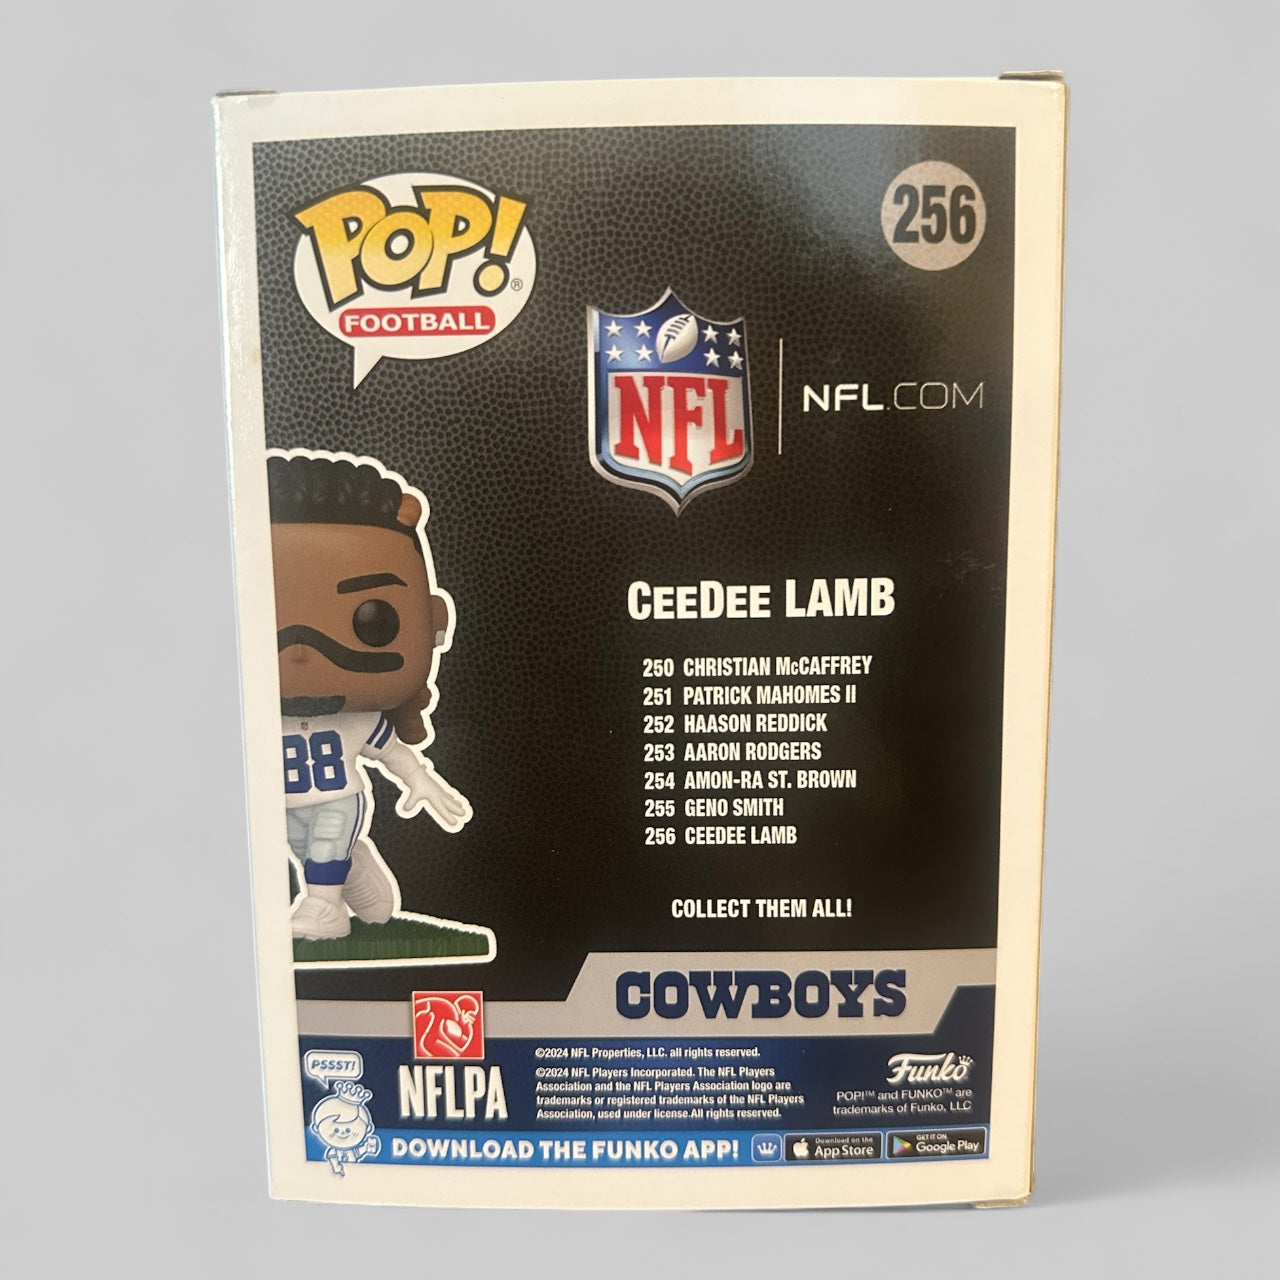 POP!®
FOOTBALL
256
NFL
NFL.COM
CEEDEE LAMB
250 CHRISTIAN McCAFFREY
251 PATRICK MAHOMES II
252 HAASON REDDICK
253 AARON RODGERS
254 AMON-RA ST. BROWN
255 GENO SMITH
256 CEEDEE LAMB
COLLECT THEM ALL!
88
COWBOYS
NFLPA
©2024 NFL Properties, LLC. all rights reserved.
©2024 NFL Players Incorporated. The NFL Players
Association and the NFL Players Association logo are
trademarks or registered trademarks of the NFL Players
Association, used under license.All rights reserved.
Funko
POP!™ and FUNKO™ are
trademarks of Funko, LLC
PSSST!
DOWNLOAD THE FUNKO APP!
Download on the
App Store
GET IT ON
Google Play